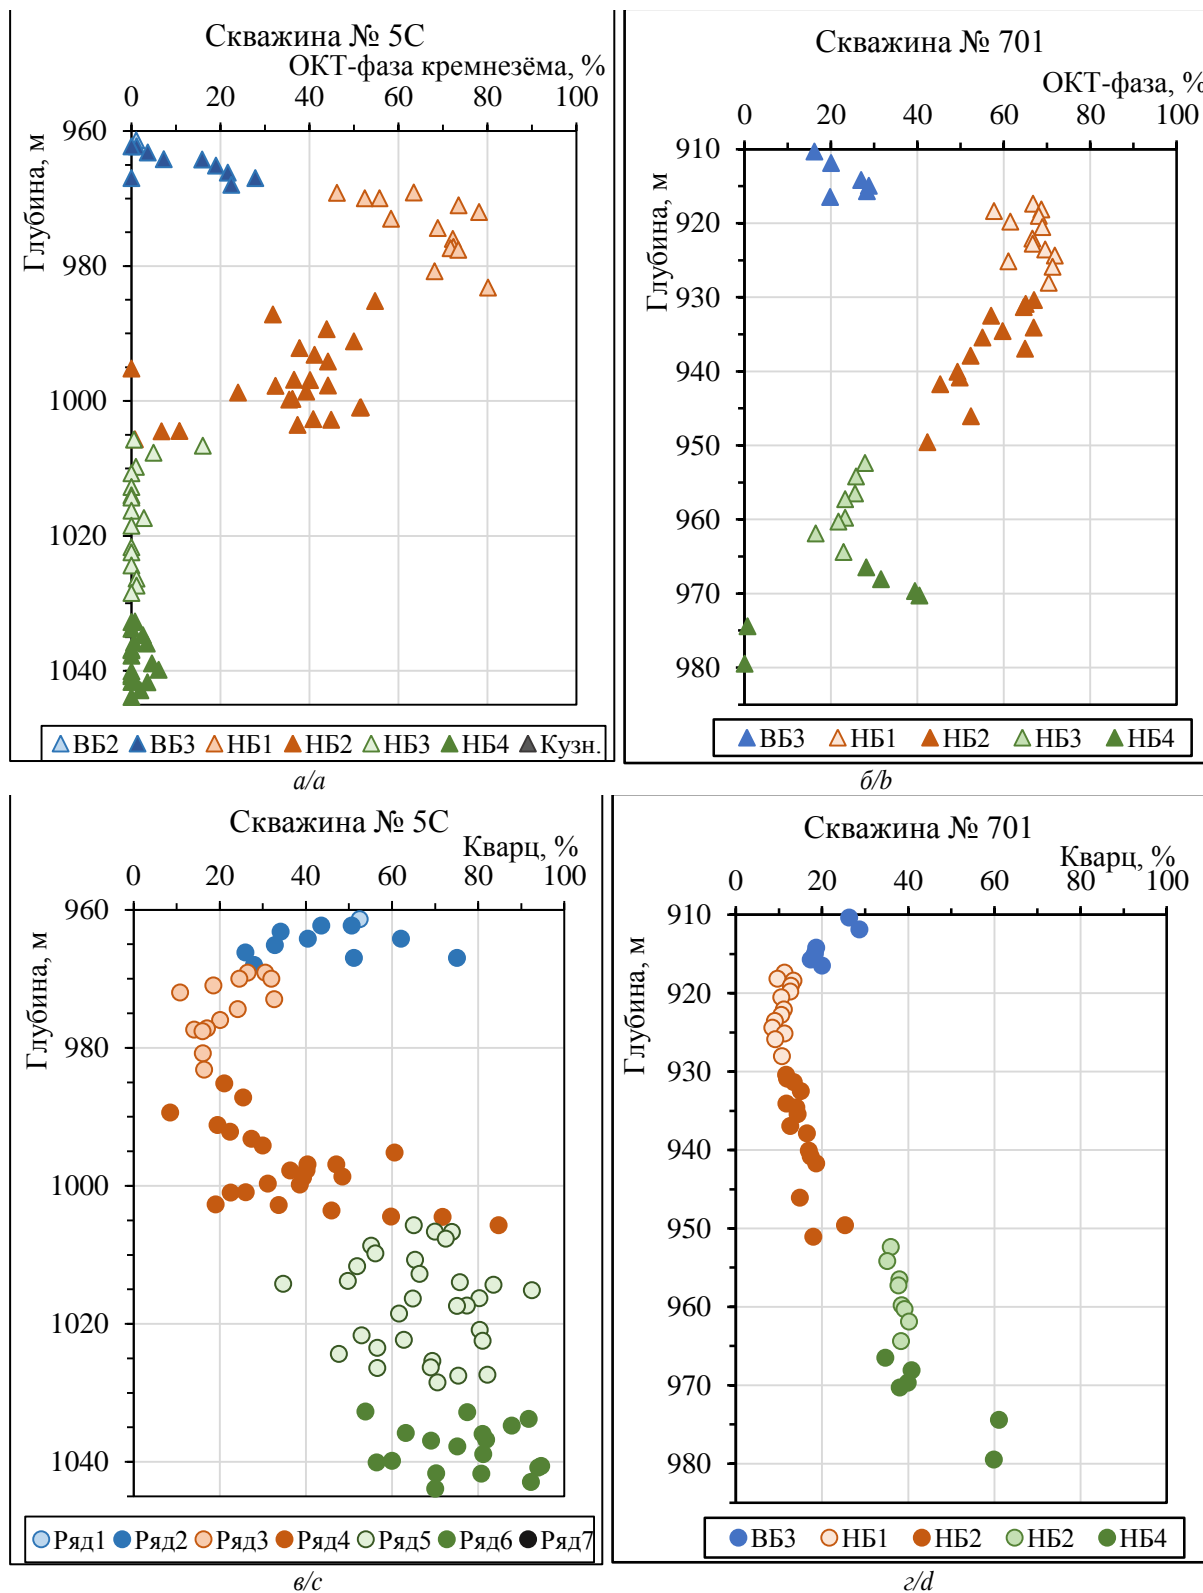 Скважина № 5С
ОКТ-фаза кремнезёма, %
0 20 40 60 80 100
Глубина, м
960
980
1000
1020
1040
ВБ2 ВБ3 НБ1 НБ2 НБ3 НБ4 Кузн.
а/a
Скважина № 701
ОКТ-фаза, %
0 20 40 60 80 100
Глубина, м
910
920
930
940
950
960
970
980
ВБ3 НБ1 НБ2 НБ3 НБ4
б/b
Скважина № 5С
Кварц, %
0 20 40 60 80 100
Глубина, м
960
980
1000
1020
1040
Ряд1 Ряд2 Ряд3 Ряд4 Ряд5 Ряд6 Ряд7
в/c
Скважина № 701
Кварц, %
0 20 40 60 80 100
Глубина, м
910
920
930
940
950
960
970
980
ВБ3 НБ1 НБ2 НБ2 НБ4
г/d